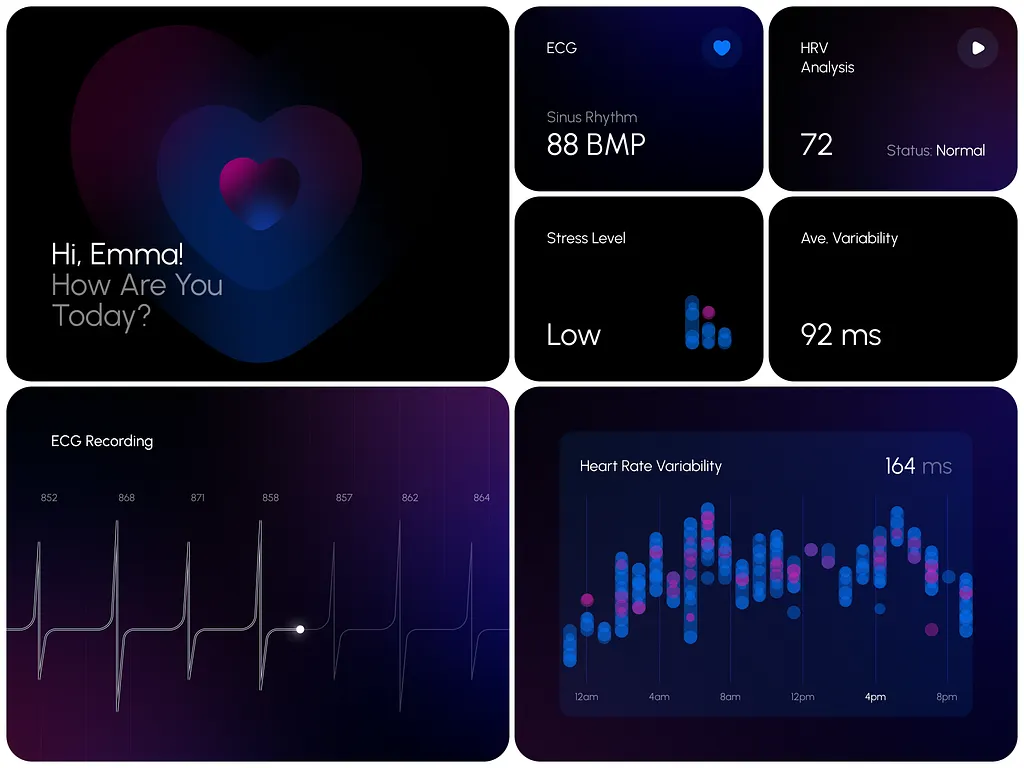 Hi, Emma!
How Are You
Today?
ECG
Sinus Rhythm
88 BMP
HRV
Analysis
72
Status: Normal
Stress Level
Low
Ave. Variability
92 ms
ECG Recording
852 868 871 858 857 862 864
Heart Rate Variability
164 ms
12am 4am 8am 12pm 4pm 8pm